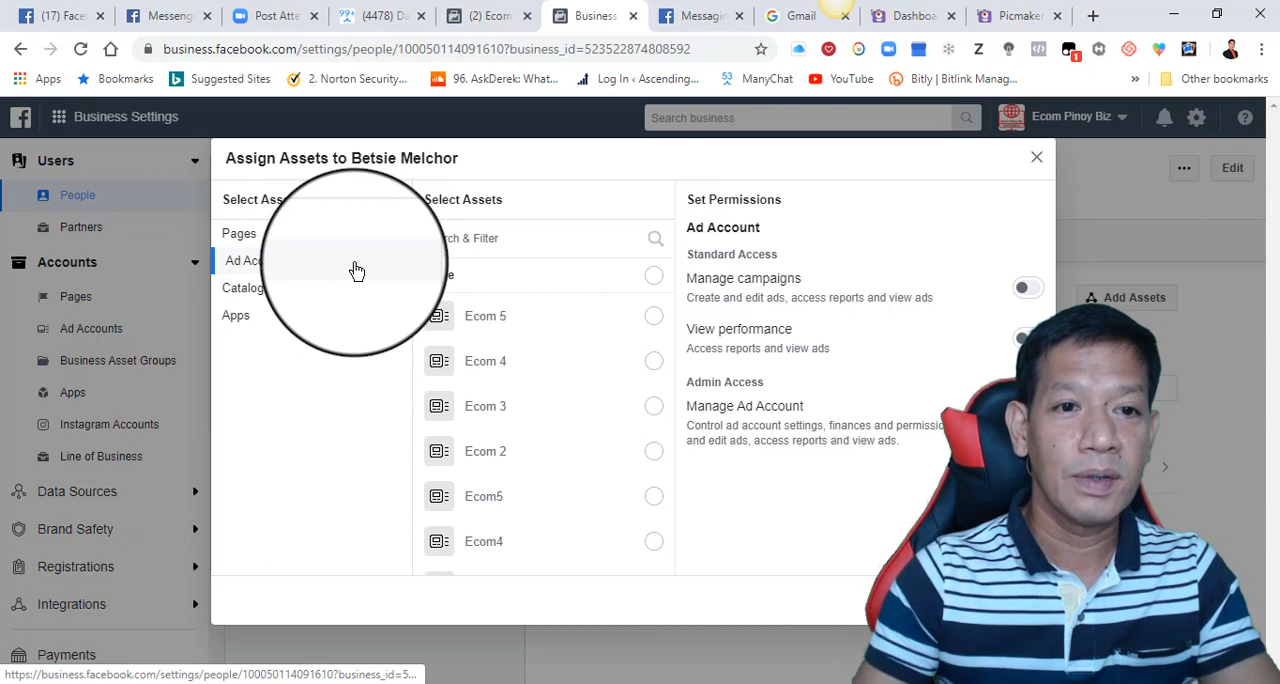 (17) Fac
Messeng
Post Atte
(4478) Da
(2) Ecom
Business
Messagin
Gmail
Dashboa
Picmaker
business.facebook.com/settings/people/100050114091610?business_id=523522874808592
1
Apps
Bookmarks
Suggested Sites
2. Norton Security...
96. AskDerek: What...
Log In ‹ Ascending...
53
ManyChat
YouTube
Bitly | Bitlink Manag...
»
Other bookmarks
Business Settings
Search business
Ecom Pinoy Biz
Users
People
Partners
Accounts
Pages
Ad Accounts
Business Asset Groups
Apps
Instagram Accounts
Line of Business
Data Sources
Brand Safety
Registrations
Integrations
Payments
Edit
Add Assets
Assign Assets to Betsie Melchor
Select Ass
Pages
Ad Acc
Catalog
Apps
Select Assets
ch & Filter
e
Ecom 5
Ecom 4
Ecom 3
Ecom 2
Ecom5
Ecom4
Set Permissions
Ad Account
Standard Access
Manage campaigns
Create and edit ads, access reports and view ads
View performance
Access reports and view ads
Admin Access
Manage Ad Account
Control ad account settings, finances and permissio
and edit ads, access reports and view ads.
https://business.facebook.com/settings/people/100050114091610?business_id=5...